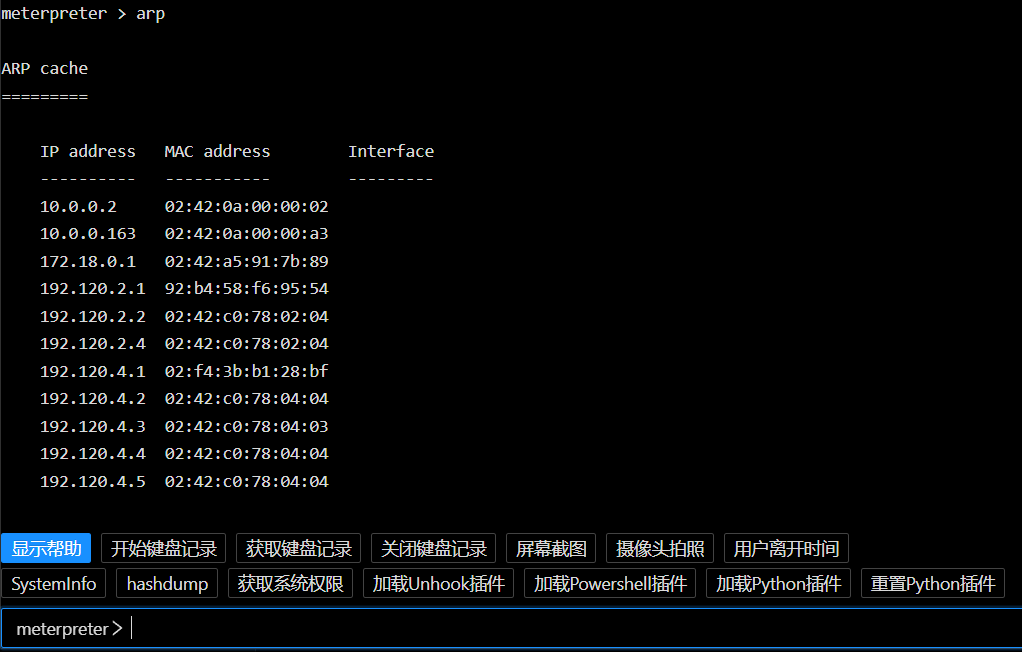 meterpreter > arp
ARP cache
=========
IP address MAC address Interface
---------- ----------- ---------
10.0.0.2 02:42:0a:00:00:02
10.0.0.163 02:42:0a:00:00:a3
172.18.0.1 02:42:a5:91:7b:89
192.120.2.1 92:b4:58:f6:95:54
192.120.2.2 02:42:c0:78:02:04
192.120.2.4 02:42:c0:78:02:04
192.120.4.1 02:f4:3b:b1:28:bf
192.120.4.2 02:42:c0:78:04:04
192.120.4.3 02:42:c0:78:04:03
192.120.4.4 02:42:c0:78:04:04
192.120.4.5 02:42:c0:78:04:04
显示帮助 开始键盘记录 获取键盘记录 关闭键盘记录 屏幕截图 摄像头拍照 用户离开时间
SystemInfo hashdump 获取系统权限 加载Unhook插件 加载Powershell插件 加载Python插件 重置Python插件
meterpreter >